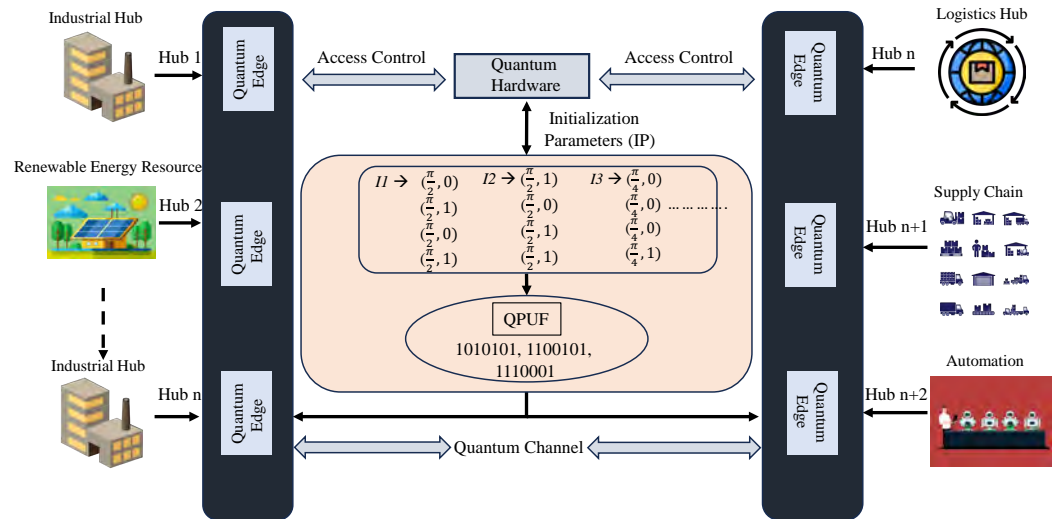 Industrial Hub
Hub 1
Quantum
Edge
Access Control
Quantum
Hardware
Access Control
Quantum
Edge
Hub n
Logistics Hub
Initialization
Parameters (IP)
Renewable Energy Resource
Hub 2
Quantum
Edge
I1 → (π/2, 0) I2 → (π/2, 1) I3 → (π/4, 0)
(π/2, 1) (π/2, 0) (π/4, 0) ............
(π/2, 0) (π/2, 1) (π/4, 0)
(π/2, 1) (π/2, 1) (π/4, 1)
Quantum
Edge
Hub n+1
Supply Chain
QPUF
1010101, 1100101,
1110001
Industrial Hub
Hub n
Quantum
Edge
Quantum Channel
Quantum
Edge
Hub n+2
Automation